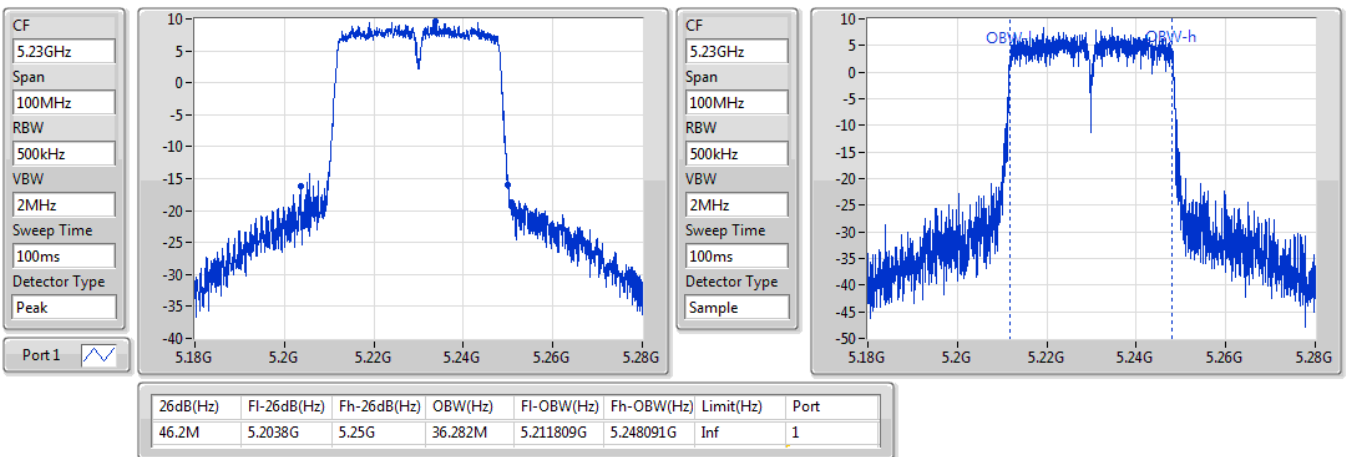 CF
5.23GHz
Span
100MHz
RBW
500kHz
VBW
2MHz
Sweep Time
100ms
Detector Type
Peak
Port 1
10
5
0
-5
-10
-15
-20
-25
-30
-35
-40
5.18G 5.2G 5.22G 5.24G 5.26G 5.28G
CF
5.23GHz
Span
100MHz
RBW
500kHz
VBW
2MHz
Sweep Time
100ms
Detector Type
Sample
10
5
0
-5
-10
-15
-20
-25
-30
-35
-40
-45
-50
OBW-l OBW-h
5.18G 5.2G 5.22G 5.24G 5.26G 5.28G
26dB(Hz) Fl-26dB(Hz) Fh-26dB(Hz) OBW(Hz) Fl-OBW(Hz) Fh-OBW(Hz) Limit(Hz) Port
46.2M 5.2038G 5.25G 36.282M 5.211809G 5.248091G Inf 1